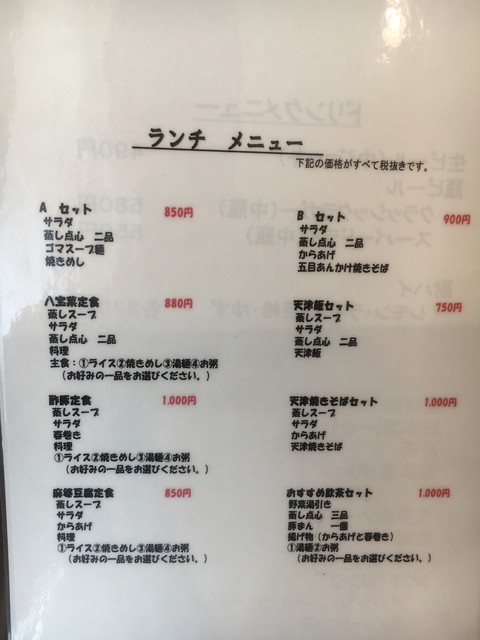 ランチ　メニュー
下記の価格がすべて税抜きです。
A セット 850円
サラダ
蒸し点心 二品
ゴマスープ麺
焼きめし
B セット 900円
サラダ
蒸し点心 二品
からあげ
五目あんかけ焼きそば
八宝菜定食 880円
蒸しスープ
サラダ
蒸し点心 二品
料理
主食：①ライス②焼きめし③湯麺④お粥
（お好みの一品をお選びください。）
天津飯セット 750円
蒸しスープ
サラダ
蒸し点心 二品
天津飯
酢豚定食 1,000円
蒸しスープ
サラダ
春巻き
料理
①ライス②焼きめし③湯麺④お粥
（お好みの一品をお選びください。）
天津焼きそばセット 1,000円
蒸しスープ
サラダ
からあげ
天津焼きそば
麻婆豆腐定食 850円
蒸しスープ
サラダ
からあげ
料理
①ライス②焼きめし③湯麺④お粥
（お好みの一品をお選びください。）
おすすめ飲茶セット 1,000円
野菜湯引き
蒸し点心 三品
豚まん 一個
揚げ物（からあげと春巻き）
①湯麺②お粥
（お好みの一品をお選びください。）